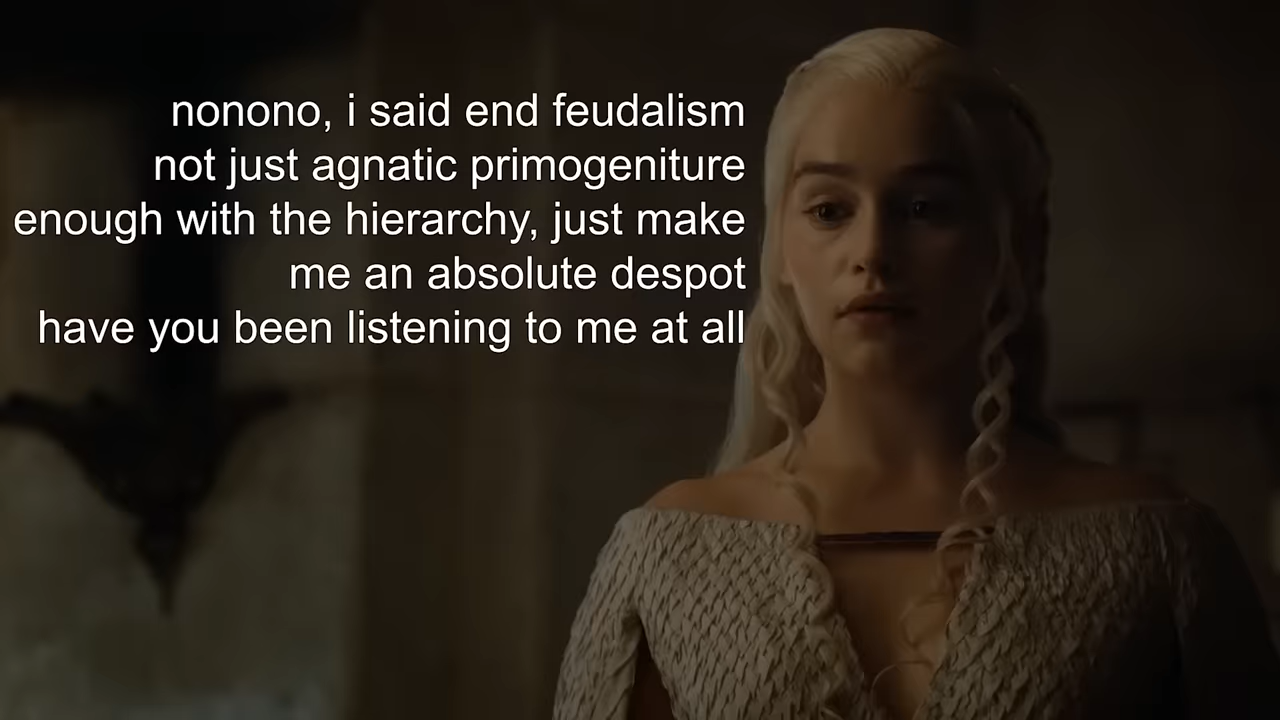 nonono, i said end feudalism
not just agnatic primogeniture
enough with the hierarchy, just make
me an absolute despot
have you been listening to me at all